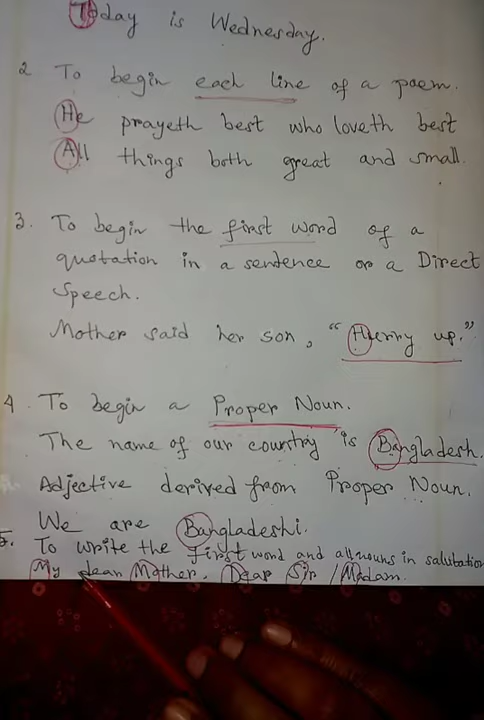 Today is Wednesday.
2 To begin each line of a poem.
He prayeth best who loveth best
All things both great and small.
3. To begin the first word of a
quotation in a sentence or a Direct
Speech.
Mother said her son, "Hurry up."
4. To begin a Proper Noun.
The name of our country is Bangladesh.
Adjective derived from Proper Noun.
We are Bangladeshi.
5. To write the first word and all nouns in salutation
My dear Mother, Dear Sir / Madam.